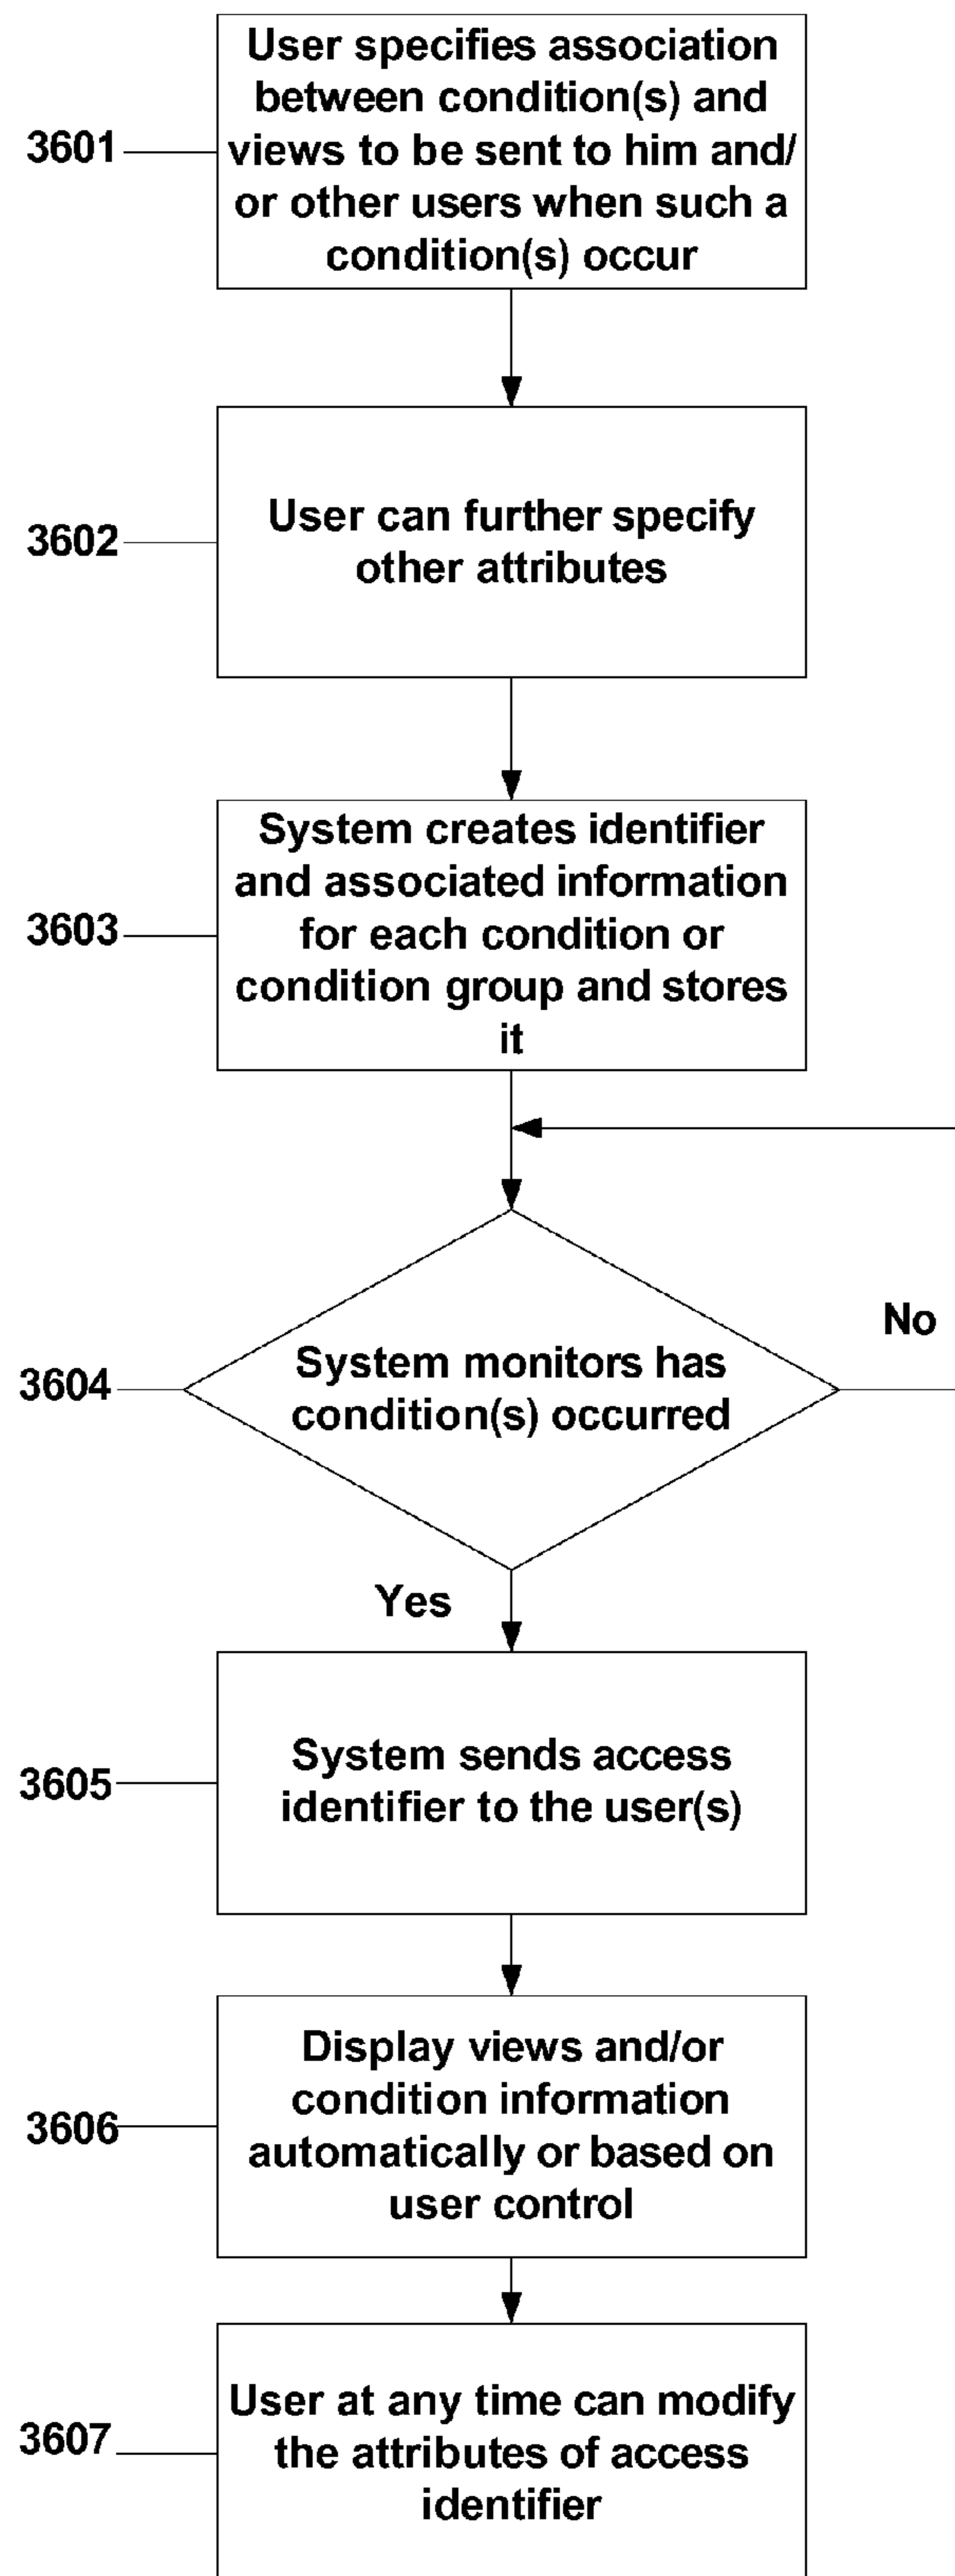 User specifies association
between condition(s) and
3601
views to be sent to him and/
or other users when such a
condition(s) occur
3602
User can further specify
other attributes
System creates identifier
and associated information
3603
for each condition or
condition group and stores
it
No
3604
System monitors has
condition(s) occurred
Yes
3605
System sends access
identifier to the user(s)
Display views and/or
condition information
3606
automatically or based on
user control
User at any time can modify
3607
the attributes of access
identifier